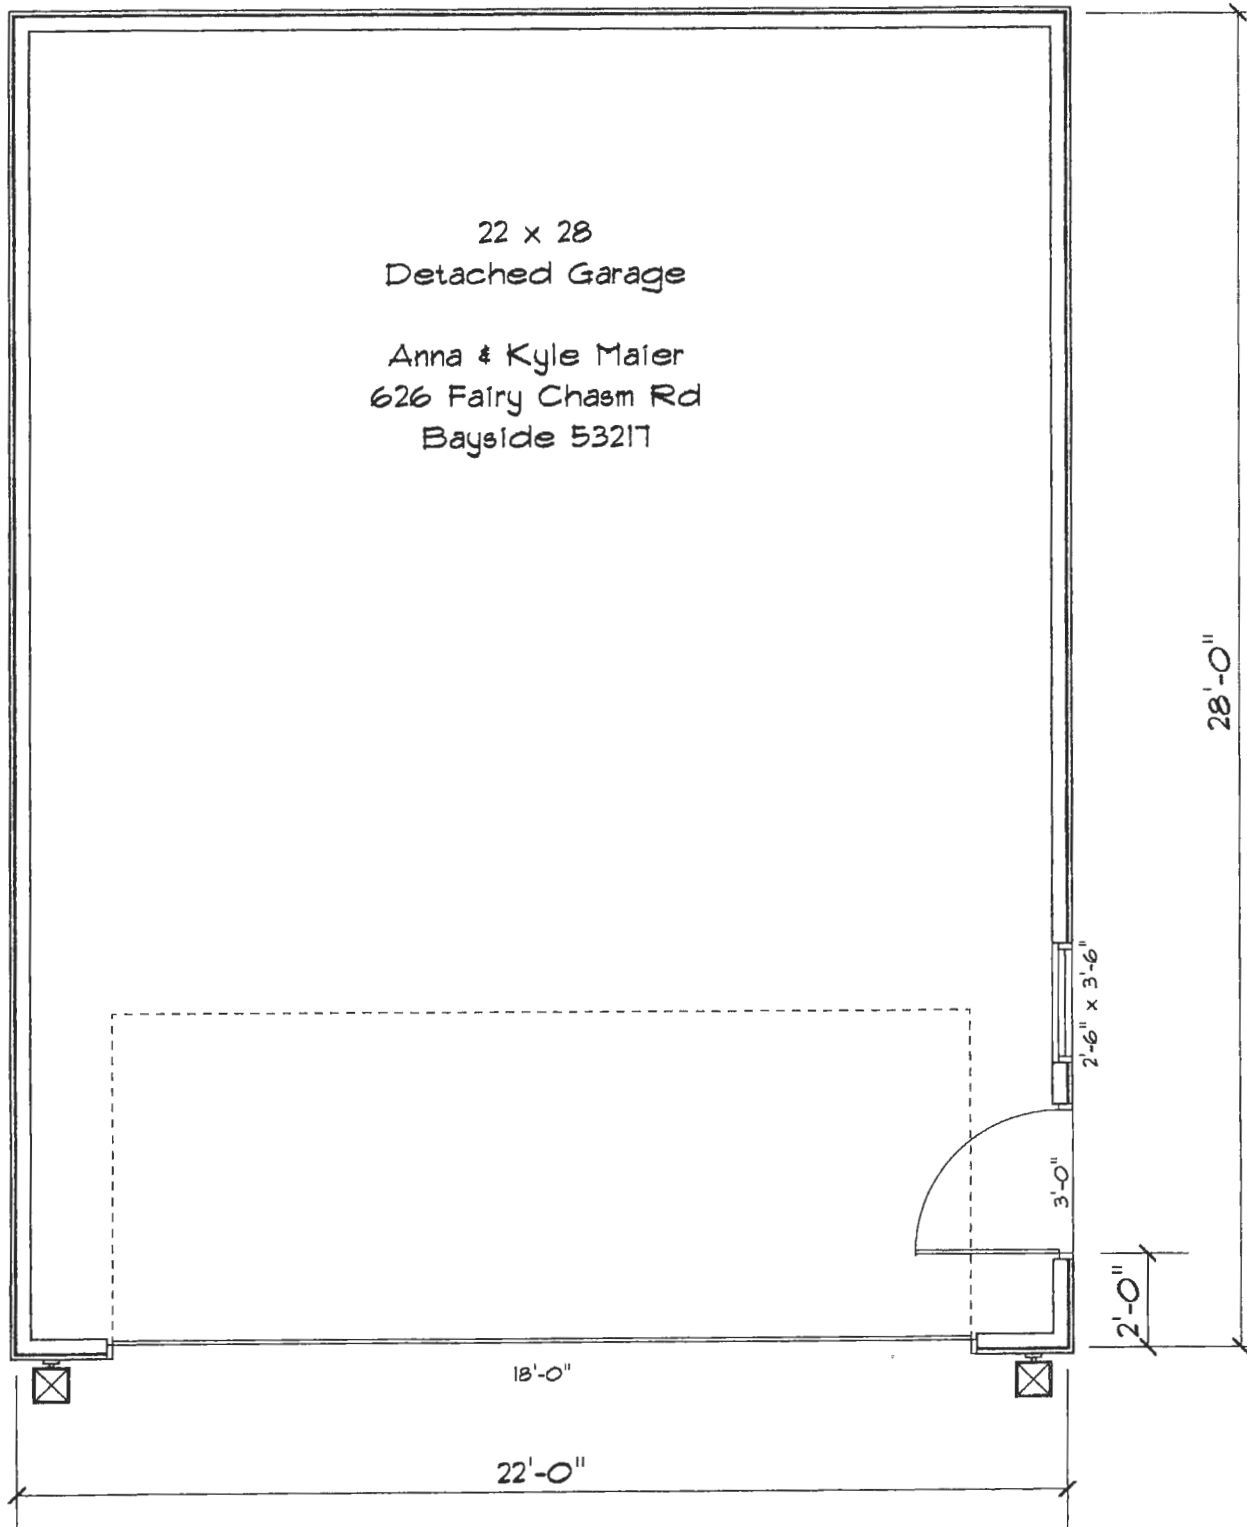 22 x 28
Detached Garage
Anna & Kyle Maier
626 Fairy Chasm Rd
Bayside 53217
28'-0"
2'-6" x 3'-6"
3'-0"
2'-0"
18'-0"
22'-0"